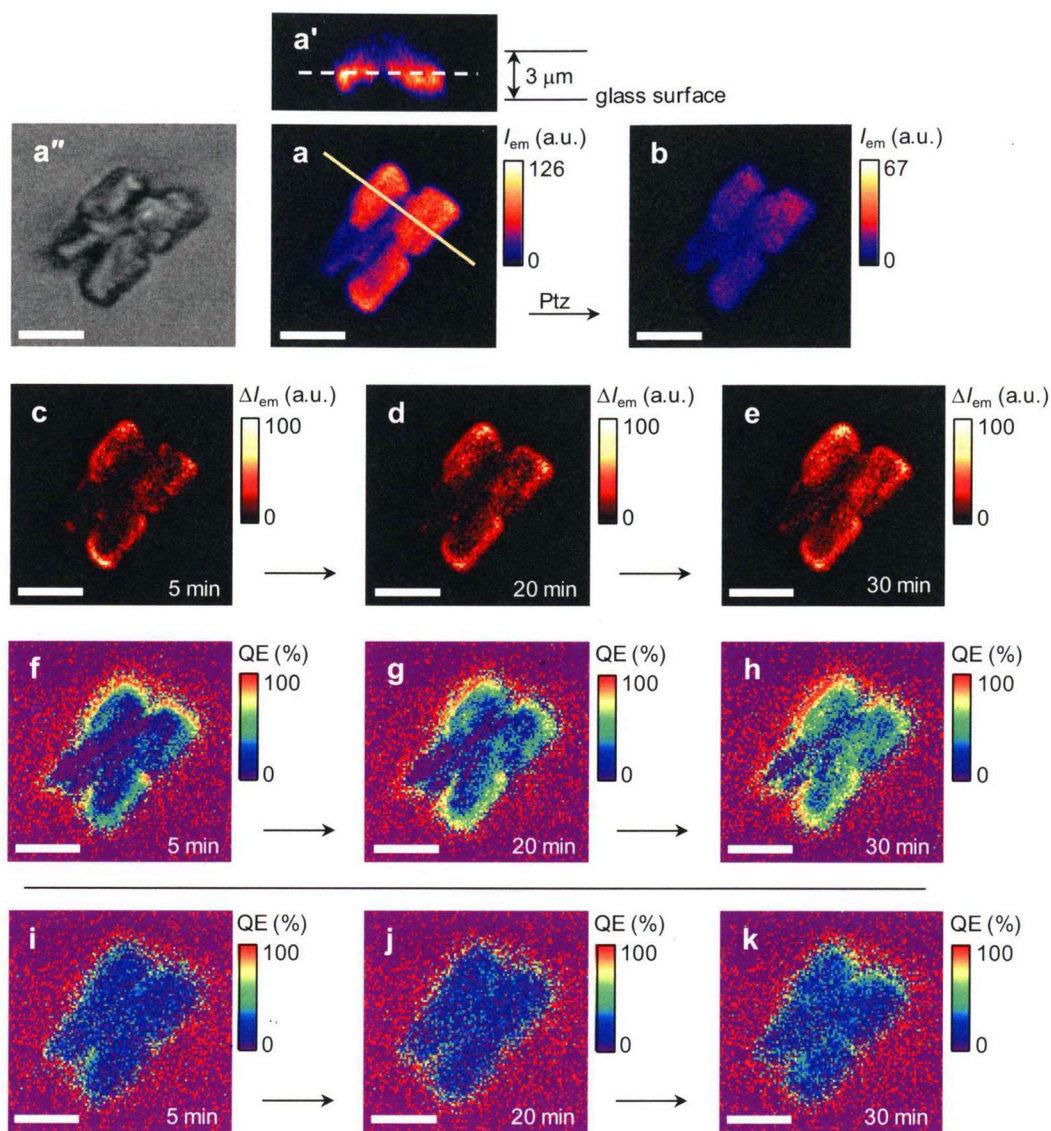 a'
3 μm
glass surface
a"
a
I_em (a.u.)
126
0
Ptz
b
I_em (a.u.)
67
0
c
5 min
ΔI_em (a.u.)
100
0
d
20 min
ΔI_em (a.u.)
100
0
e
30 min
ΔI_em (a.u.)
100
0
f
5 min
QE (%)
100
0
g
20 min
QE (%)
100
0
h
30 min
QE (%)
100
0
i
5 min
QE (%)
100
0
j
20 min
QE (%)
100
0
k
30 min
QE (%)
100
0